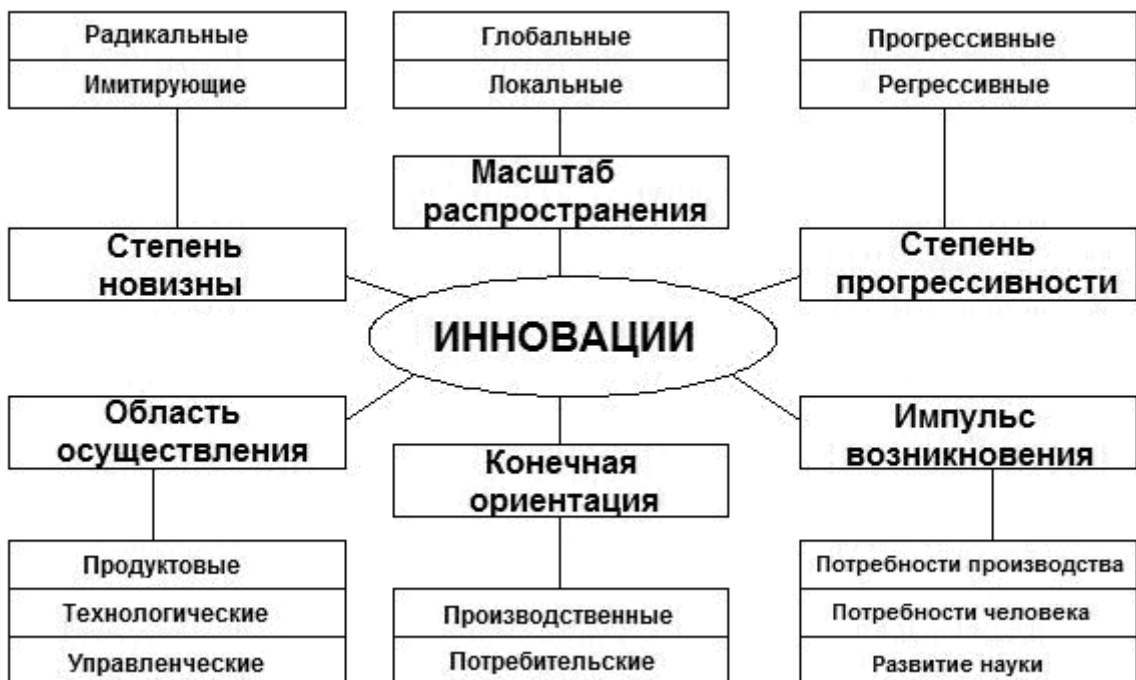 Радикальные
Имитирующие
Глобальные
Локальные
Прогрессивные
Регрессивные
Степень
новизны
Масштаб
распространения
Степень
прогрессивности
ИННОВАЦИИ
Область
осуществления
Конечная
ориентация
Импульс
возникновения
Продуктовые
Технологические
Управленческие
Производственные
Потребительские
Потребности производства
Потребности человека
Развитие науки